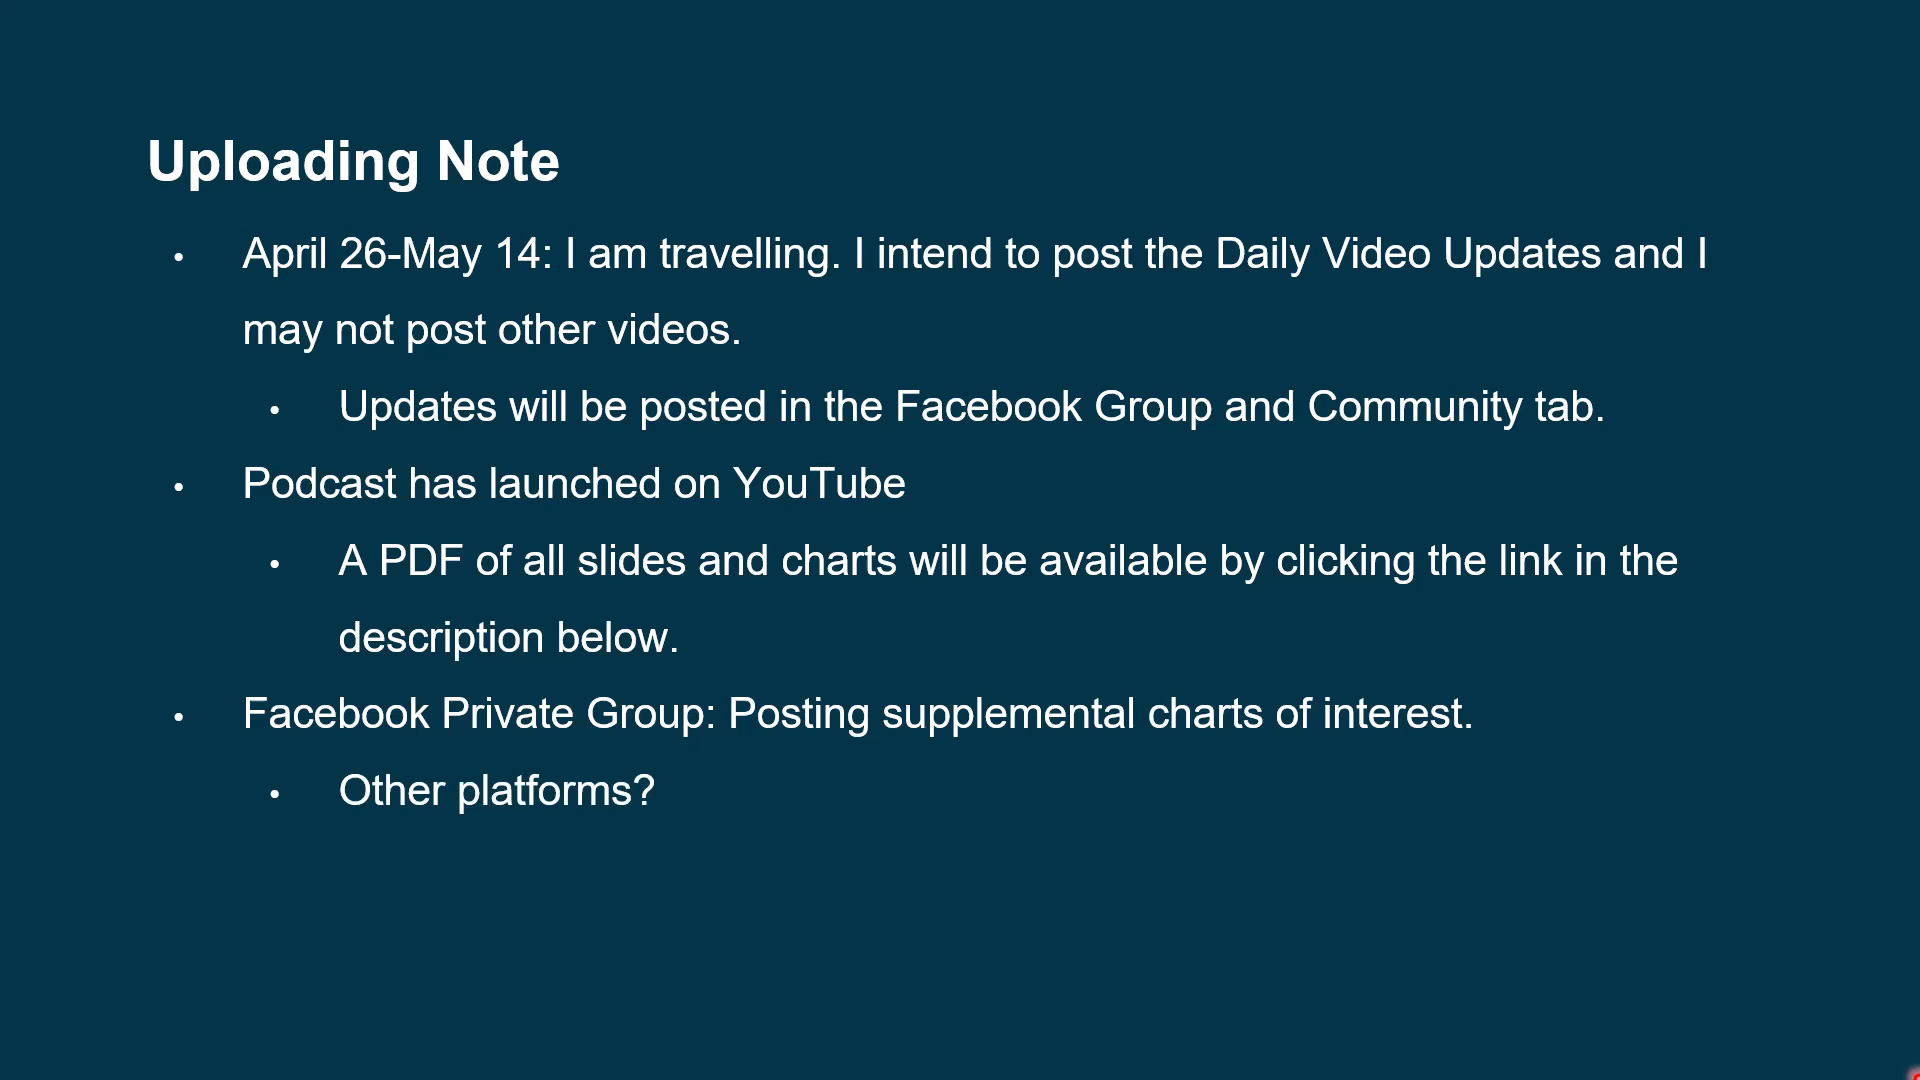 Uploading Note
• April 26-May 14: I am travelling. I intend to post the Daily Video Updates and I
may not post other videos.
• Updates will be posted in the Facebook Group and Community tab.
• Podcast has launched on YouTube
• A PDF of all slides and charts will be available by clicking the link in the
description below.
• Facebook Private Group: Posting supplemental charts of interest.
• Other platforms?